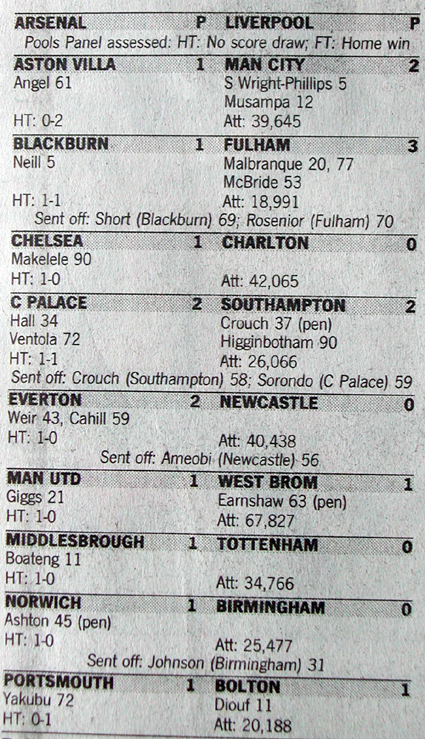 ARSENAL P LIVERPOOL P
Pools Panel assessed: HT: No score draw; FT: Home win
ASTON VILLA 1 MAN CITY 2
Angel 61 S Wright-Phillips 5
Musampa 12
HT: 0-2 Att: 39,645
BLACKBURN 1 FULHAM 3
Neill 5 Malbranque 20, 77
McBride 53
HT: 1-1 Att: 18,991
Sent off: Short (Blackburn) 69; Rosenior (Fulham) 70
CHELSEA 1 CHARLTON 0
Makelele 90
HT: 1-0 Att: 42,065
C PALACE 2 SOUTHAMPTON 2
Hall 34 Crouch 37 (pen)
Ventola 72 Higginbotham 90
HT: 1-1 Att: 26,066
Sent off: Crouch (Southampton) 58; Sorondo (C Palace) 59
EVERTON 2 NEWCASTLE 0
Weir 43, Cahill 59
HT: 1-0 Att: 40,438
Sent off: Ameobi (Newcastle) 56
MAN UTD 1 WEST BROM 1
Giggs 21 Earnshaw 63 (pen)
HT: 1-0 Att: 67,827
MIDDLESBROUGH 1 TOTTENHAM 0
Boateng 11
HT: 1-0 Att: 34,766
NORWICH 1 BIRMINGHAM 0
Ashton 45 (pen)
HT: 1-0 Att: 25,477
Sent off: Johnson (Birmingham) 31
PORTSMOUTH 1 BOLTON 1
Yakubu 72 Diouf 11
HT: 0-1 Att: 20,188